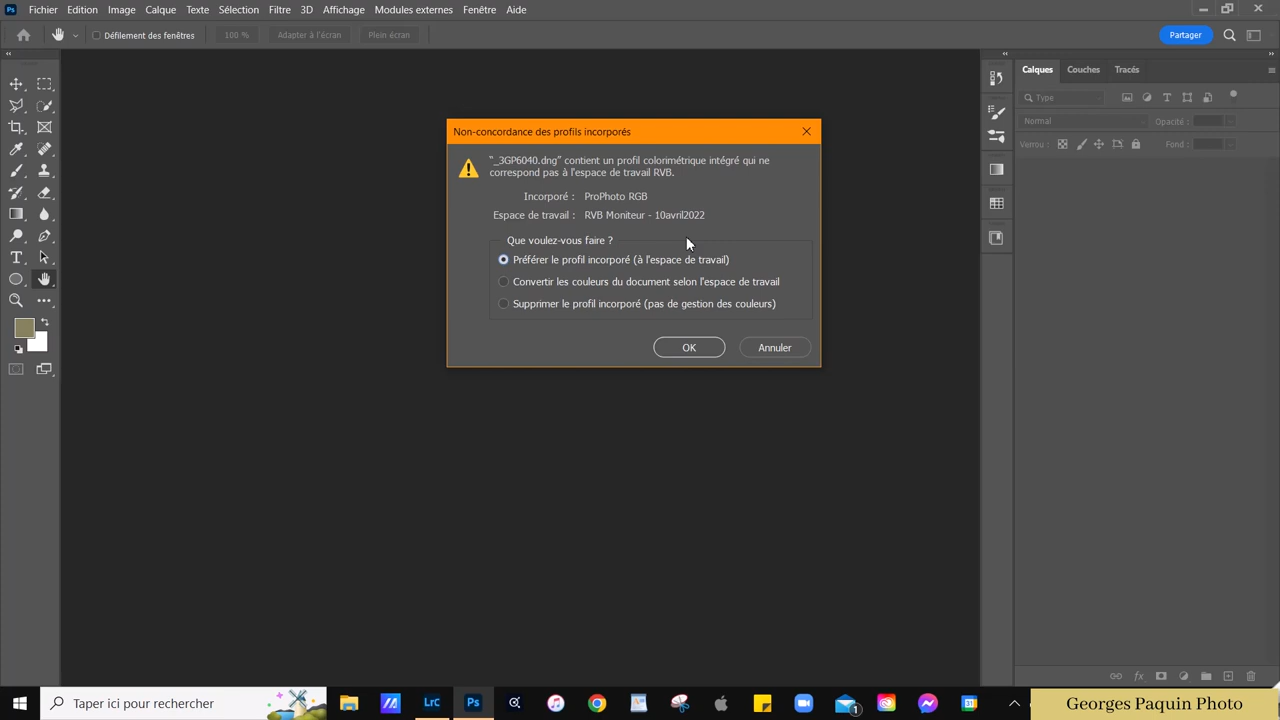 Ps Fichier Edition Image Calque Texte Sélection Filtre 3D Affichage Modules externes Fenêtre Aide
Défilement des fenêtres 100 % Adapter à l'écran Plein écran Partager
Calques Couches Tracés
Type
Normal Opacité :
Verrou : Fond :
Non-concordance des profils incorporés
"_3GP6040.dng" contient un profil colorimétrique intégré qui ne
correspond pas à l'espace de travail RVB.
Incorporé : ProPhoto RGB
Espace de travail : RVB Moniteur - 10avril2022
Que voulez-vous faire ?
Préférer le profil incorporé (à l'espace de travail)
Convertir les couleurs du document selon l'espace de travail
Supprimer le profil incorporé (pas de gestion des couleurs)
OK Annuler
fx
Taper ici pour rechercher LrC Ps 1 31
Georges Paquin Photo